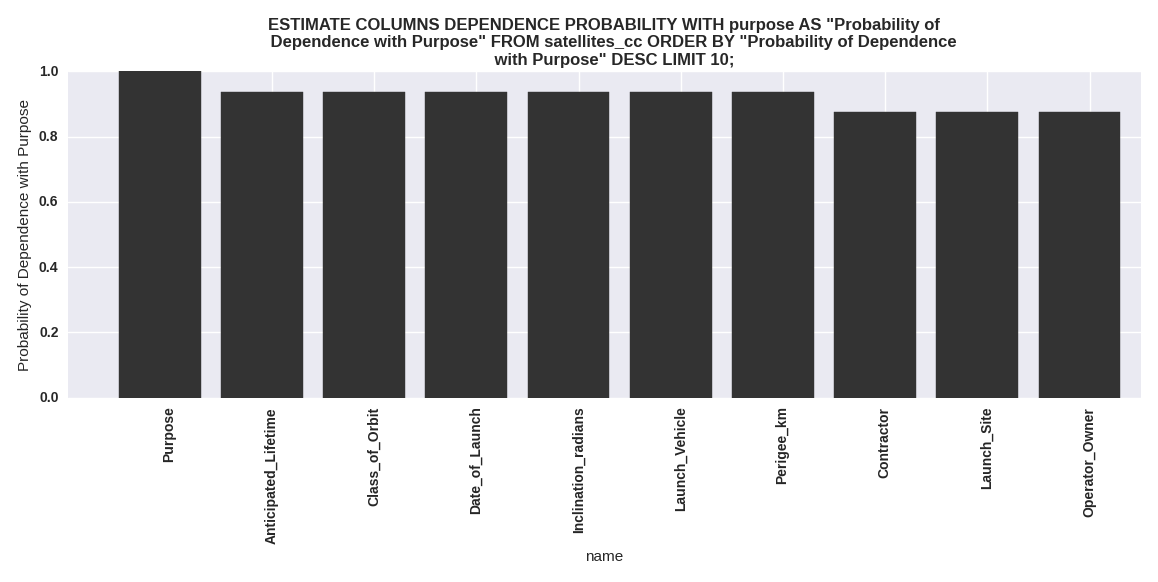 ESTIMATE COLUMNS DEPENDENCE PROBABILITY WITH purpose AS "Probability of
Dependence with Purpose" FROM satellites_cc ORDER BY "Probability of Dependence
with Purpose" DESC LIMIT 10;
Probability of Dependence with Purpose
1.0
0.8
0.6
0.4
0.2
0.0
Purpose
Anticipated_Lifetime
Class_of_Orbit
Date_of_Launch
Inclination_radians
Launch_Vehicle
Perigee_km
Contractor
Launch_Site
Operator_Owner
name